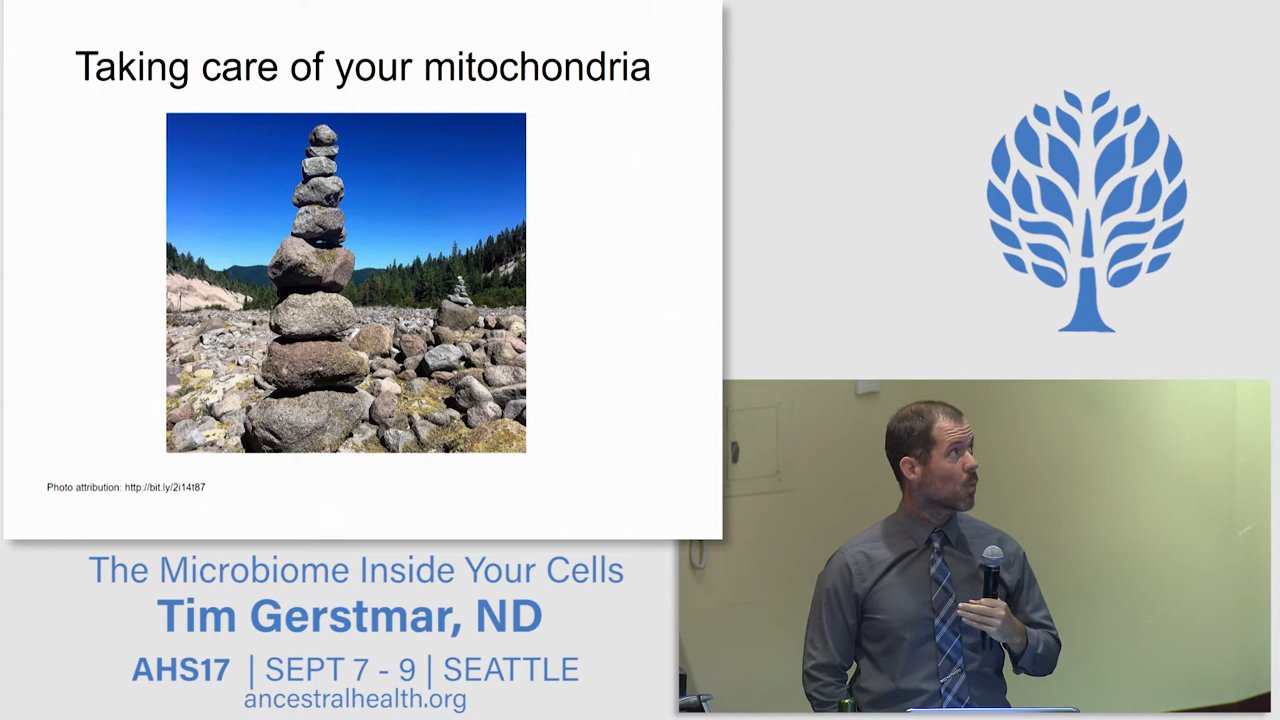 Taking care of your mitochondria
Photo attribution: http://bit.ly/2i14t87
The Microbiome Inside Your Cells
Tim Gerstmar, ND
AHS17 | SEPT 7 - 9 | SEATTLE
ancestralhealth.org